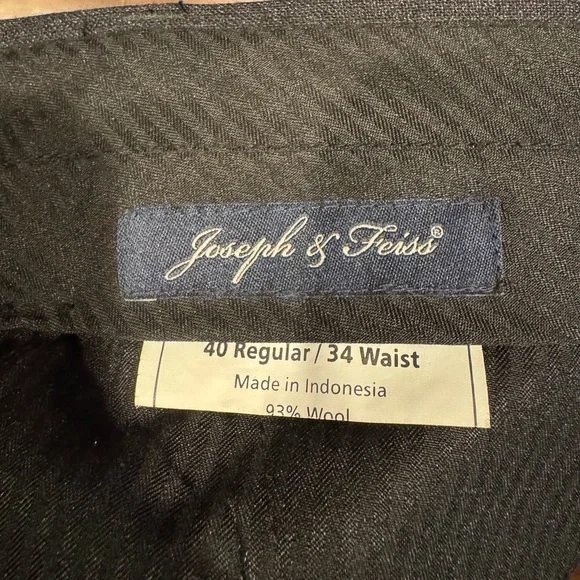 Joseph & Feiss®
40 Regular / 34 Waist
Made in Indonesia
93% Wool